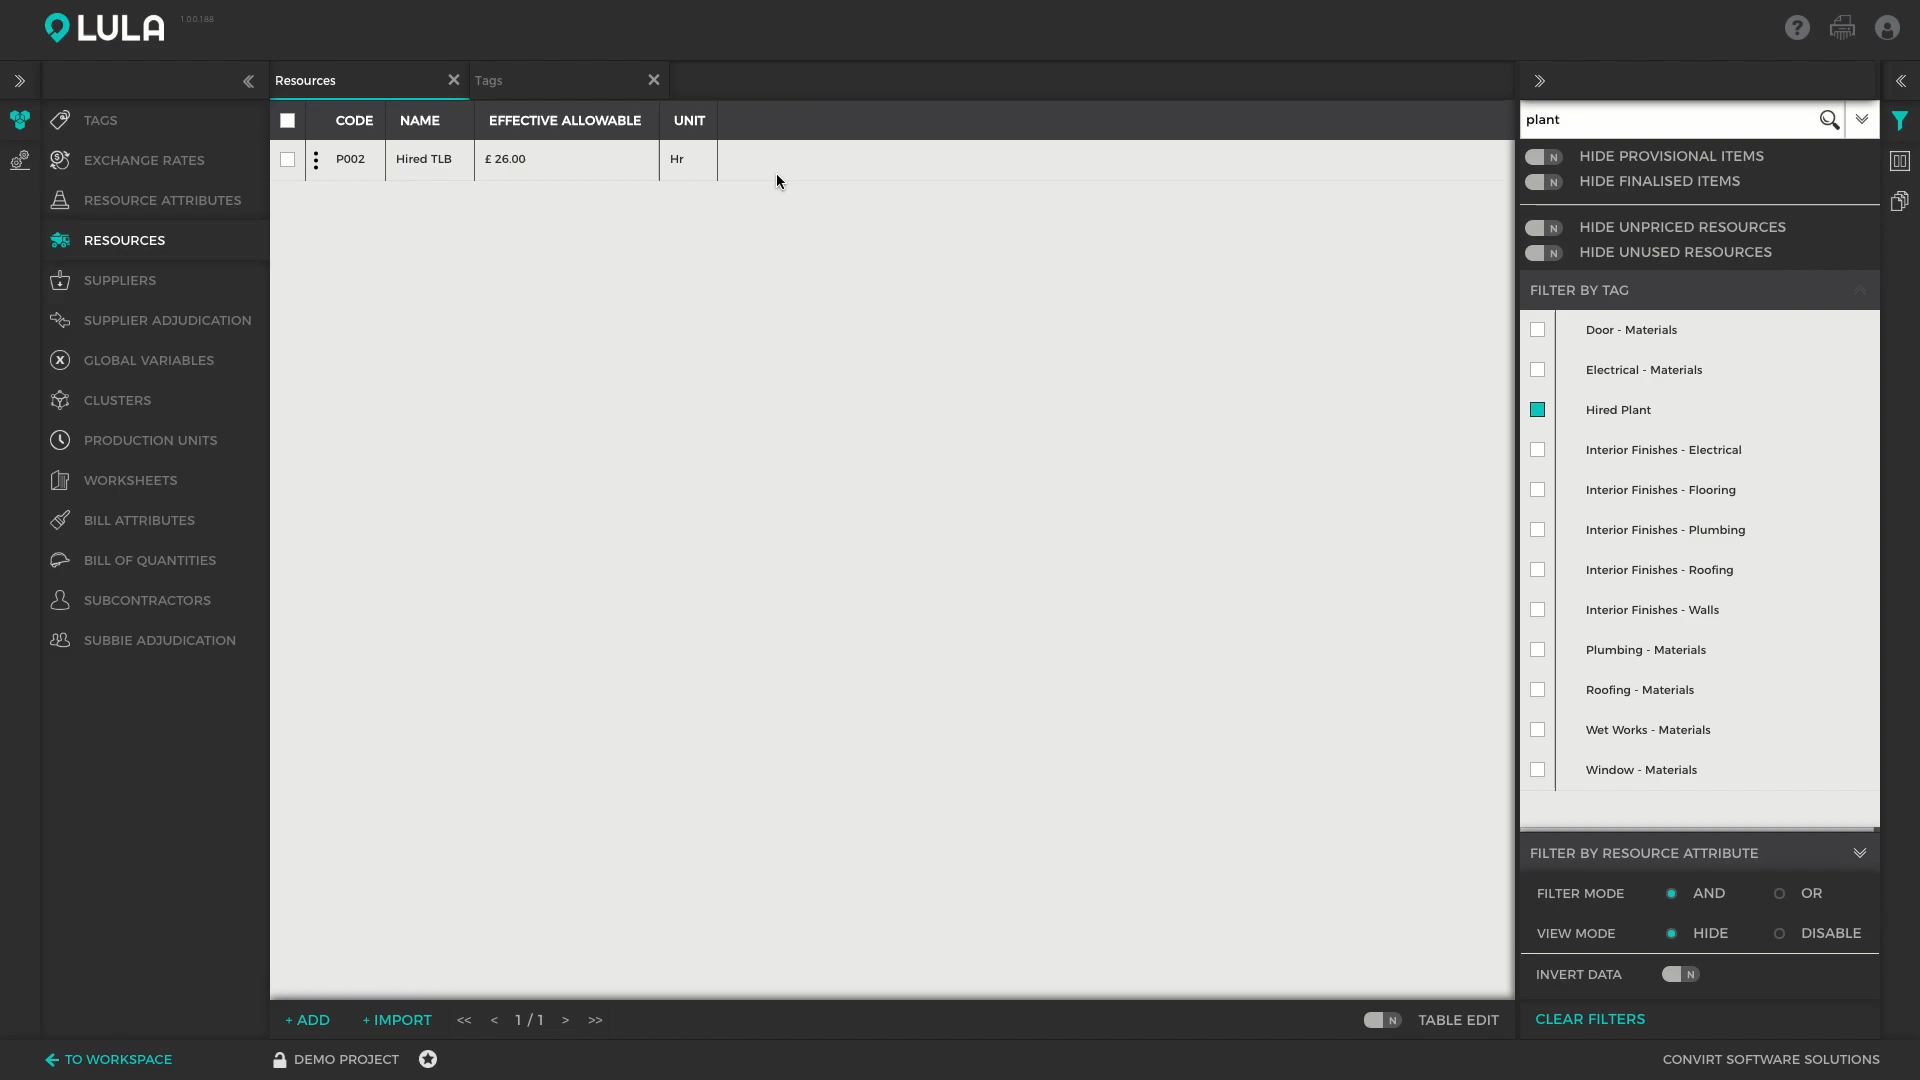 LULA
1.0.0.188
Resources
Tags
TAGS
EXCHANGE RATES
RESOURCE ATTRIBUTES
RESOURCES
SUPPLIERS
SUPPLIER ADJUDICATION
GLOBAL VARIABLES
CLUSTERS
PRODUCTION UNITS
WORKSHEETS
BILL ATTRIBUTES
BILL OF QUANTITIES
SUBCONTRACTORS
SUBBIE ADJUDICATION
CODE NAME EFFECTIVE ALLOWABLE UNIT
P002 Hired TLB £ 26.00 Hr
plant
N HIDE PROVISIONAL ITEMS
N HIDE FINALISED ITEMS
N HIDE UNPRICED RESOURCES
N HIDE UNUSED RESOURCES
FILTER BY TAG
Door - Materials
Electrical - Materials
Hired Plant
Interior Finishes - Electrical
Interior Finishes - Flooring
Interior Finishes - Plumbing
Interior Finishes - Roofing
Interior Finishes - Walls
Plumbing - Materials
Roofing - Materials
Wet Works - Materials
Window - Materials
FILTER BY RESOURCE ATTRIBUTE
FILTER MODE AND OR
VIEW MODE HIDE DISABLE
INVERT DATA N
+ ADD + IMPORT << < 1 / 1 > >> N TABLE EDIT
CLEAR FILTERS
TO WORKSPACE DEMO PROJECT CONVIRT SOFTWARE SOLUTIONS